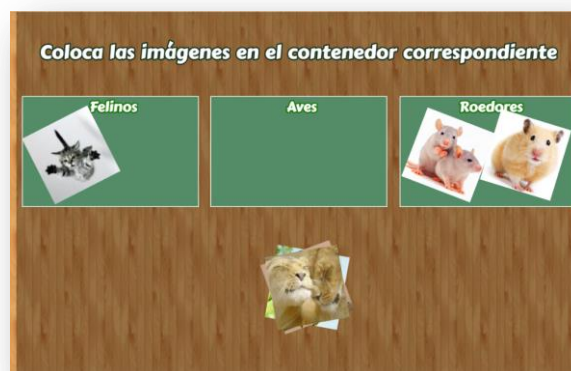 Coloca las imágenes en el contenedor correspondiente
Felinos
Aves
Roedores